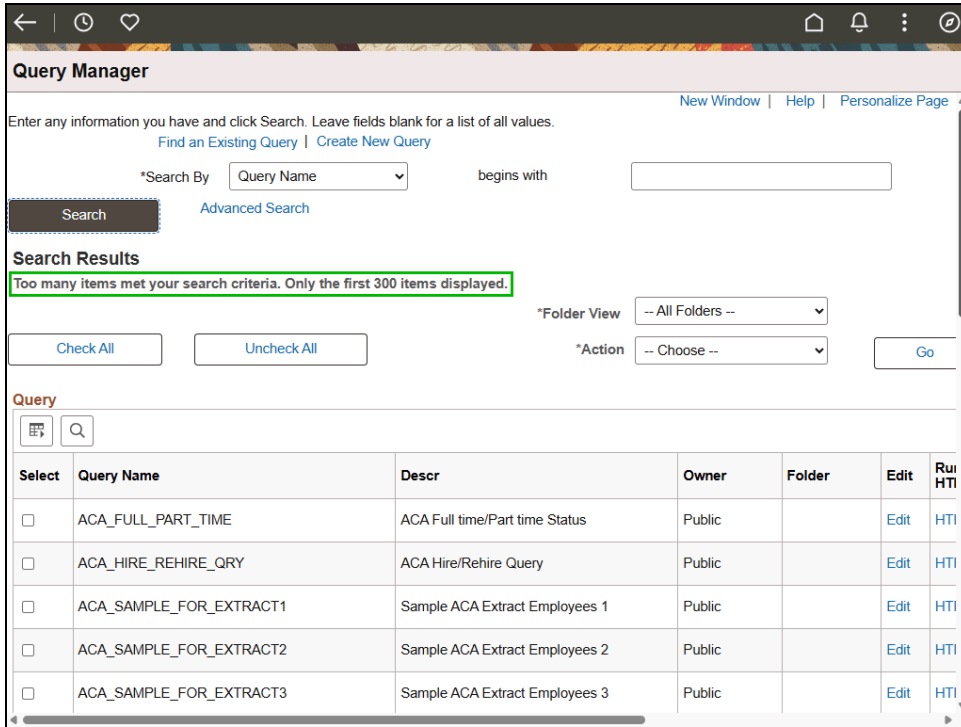 Query Manager
New Window | Help | Personalize Page
Enter any information you have and click Search. Leave fields blank for a list of all values.
Find an Existing Query | Create New Query
*Search By Query Name begins with
Search Advanced Search
Search Results
Too many items met your search criteria. Only the first 300 items displayed.
*Folder View -- All Folders --
Check All Uncheck All *Action -- Choose -- Go
Query
Select Query Name Descr Owner Folder Edit
ACA_FULL_PART_TIME ACA Full time/Part time Status Public Edit
ACA_HIRE_REHIRE_QRY ACA Hire/Rehire Query Public Edit
ACA_SAMPLE_FOR_EXTRACT1 Sample ACA Extract Employees 1 Public Edit
ACA_SAMPLE_FOR_EXTRACT2 Sample ACA Extract Employees 2 Public Edit
ACA_SAMPLE_FOR_EXTRACT3 Sample ACA Extract Employees 3 Public Edit